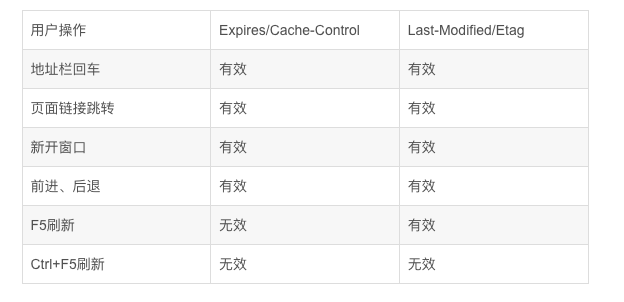 用户操作 Expires/Cache-Control Last-Modified/Etag
地址栏回车 有效 有效
页面链接跳转 有效 有效
新开窗口 有效 有效
前进、后退 有效 有效
F5刷新 无效 有效
Ctrl+F5刷新 无效 无效